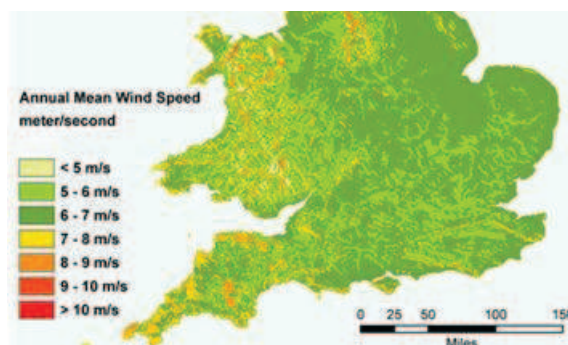 Annual Mean Wind Speed
meter/second
< 5 m/s
5 - 6 m/s
6 - 7 m/s
7 - 8 m/s
8 - 9 m/s
9 - 10 m/s
> 10 m/s
0 25 50 100 150
Miles